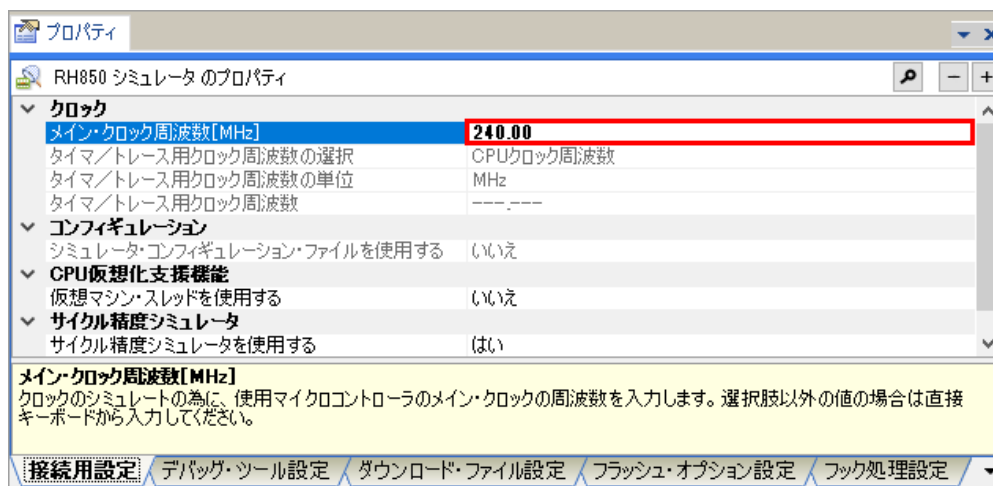 プロパティ
RH850 シミュレータ のプロパティ
クロック
メイン・クロック周波数[MHz] 240.00
タイマ／トレース用クロック周波数の選択 CPUクロック周波数
タイマ／トレース用クロック周波数の単位 MHz
タイマ／トレース用クロック周波数 ---.---
コンフィギュレーション
シミュレータ・コンフィギュレーション・ファイルを使用する いいえ
CPU仮想化支援機能
仮想マシン・スレッドを使用する いいえ
サイクル精度シミュレータ
サイクル精度シミュレータを使用する はい
メイン・クロック周波数[MHz]
クロックのシミュレートの為に、使用マイクロコントローラのメイン・クロックの周波数を入力します。選択肢以外の値の場合は直接
キーボードから入力してください。
接続用設定 デバッグ・ツール設定 ダウンロード・ファイル設定 フラッシュ・オプション設定 フック処理設定